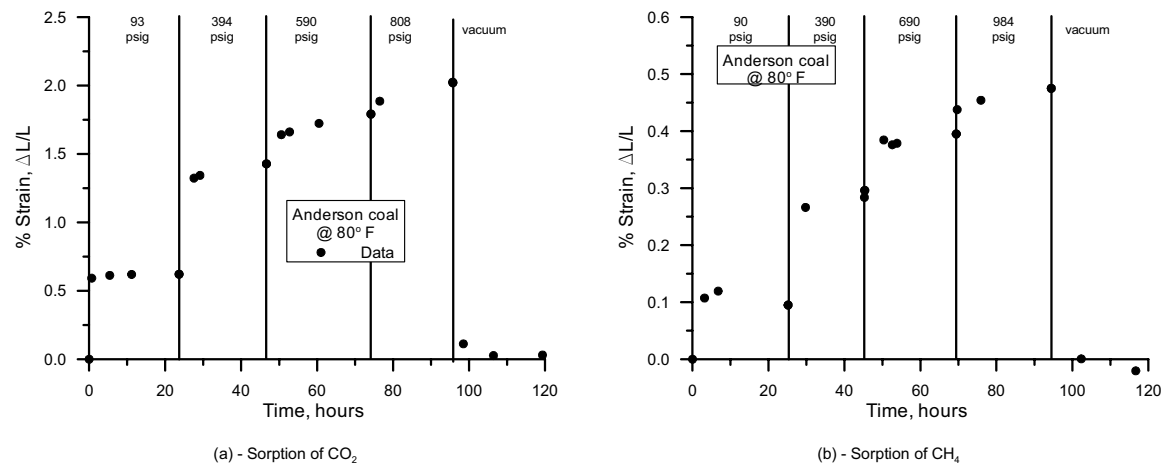 93
psig
394
psig
590
psig
808
psig
vacuum
2.5
2.0
1.5
1.0
0.5
0.0
% Strain, ΔL/L
Anderson coal
@ 80° F
Data
0 20 40 60 80 100 120
Time, hours
(a) - Sorption of CO₂
90
psig
390
psig
690
psig
984
psig
vacuum
0.6
0.5
0.4
0.3
0.2
0.1
0.0
% Strain, ΔL/L
Anderson coal
@ 80° F
0 20 40 60 80 100 120
Time, hours
(b) - Sorption of CH₄